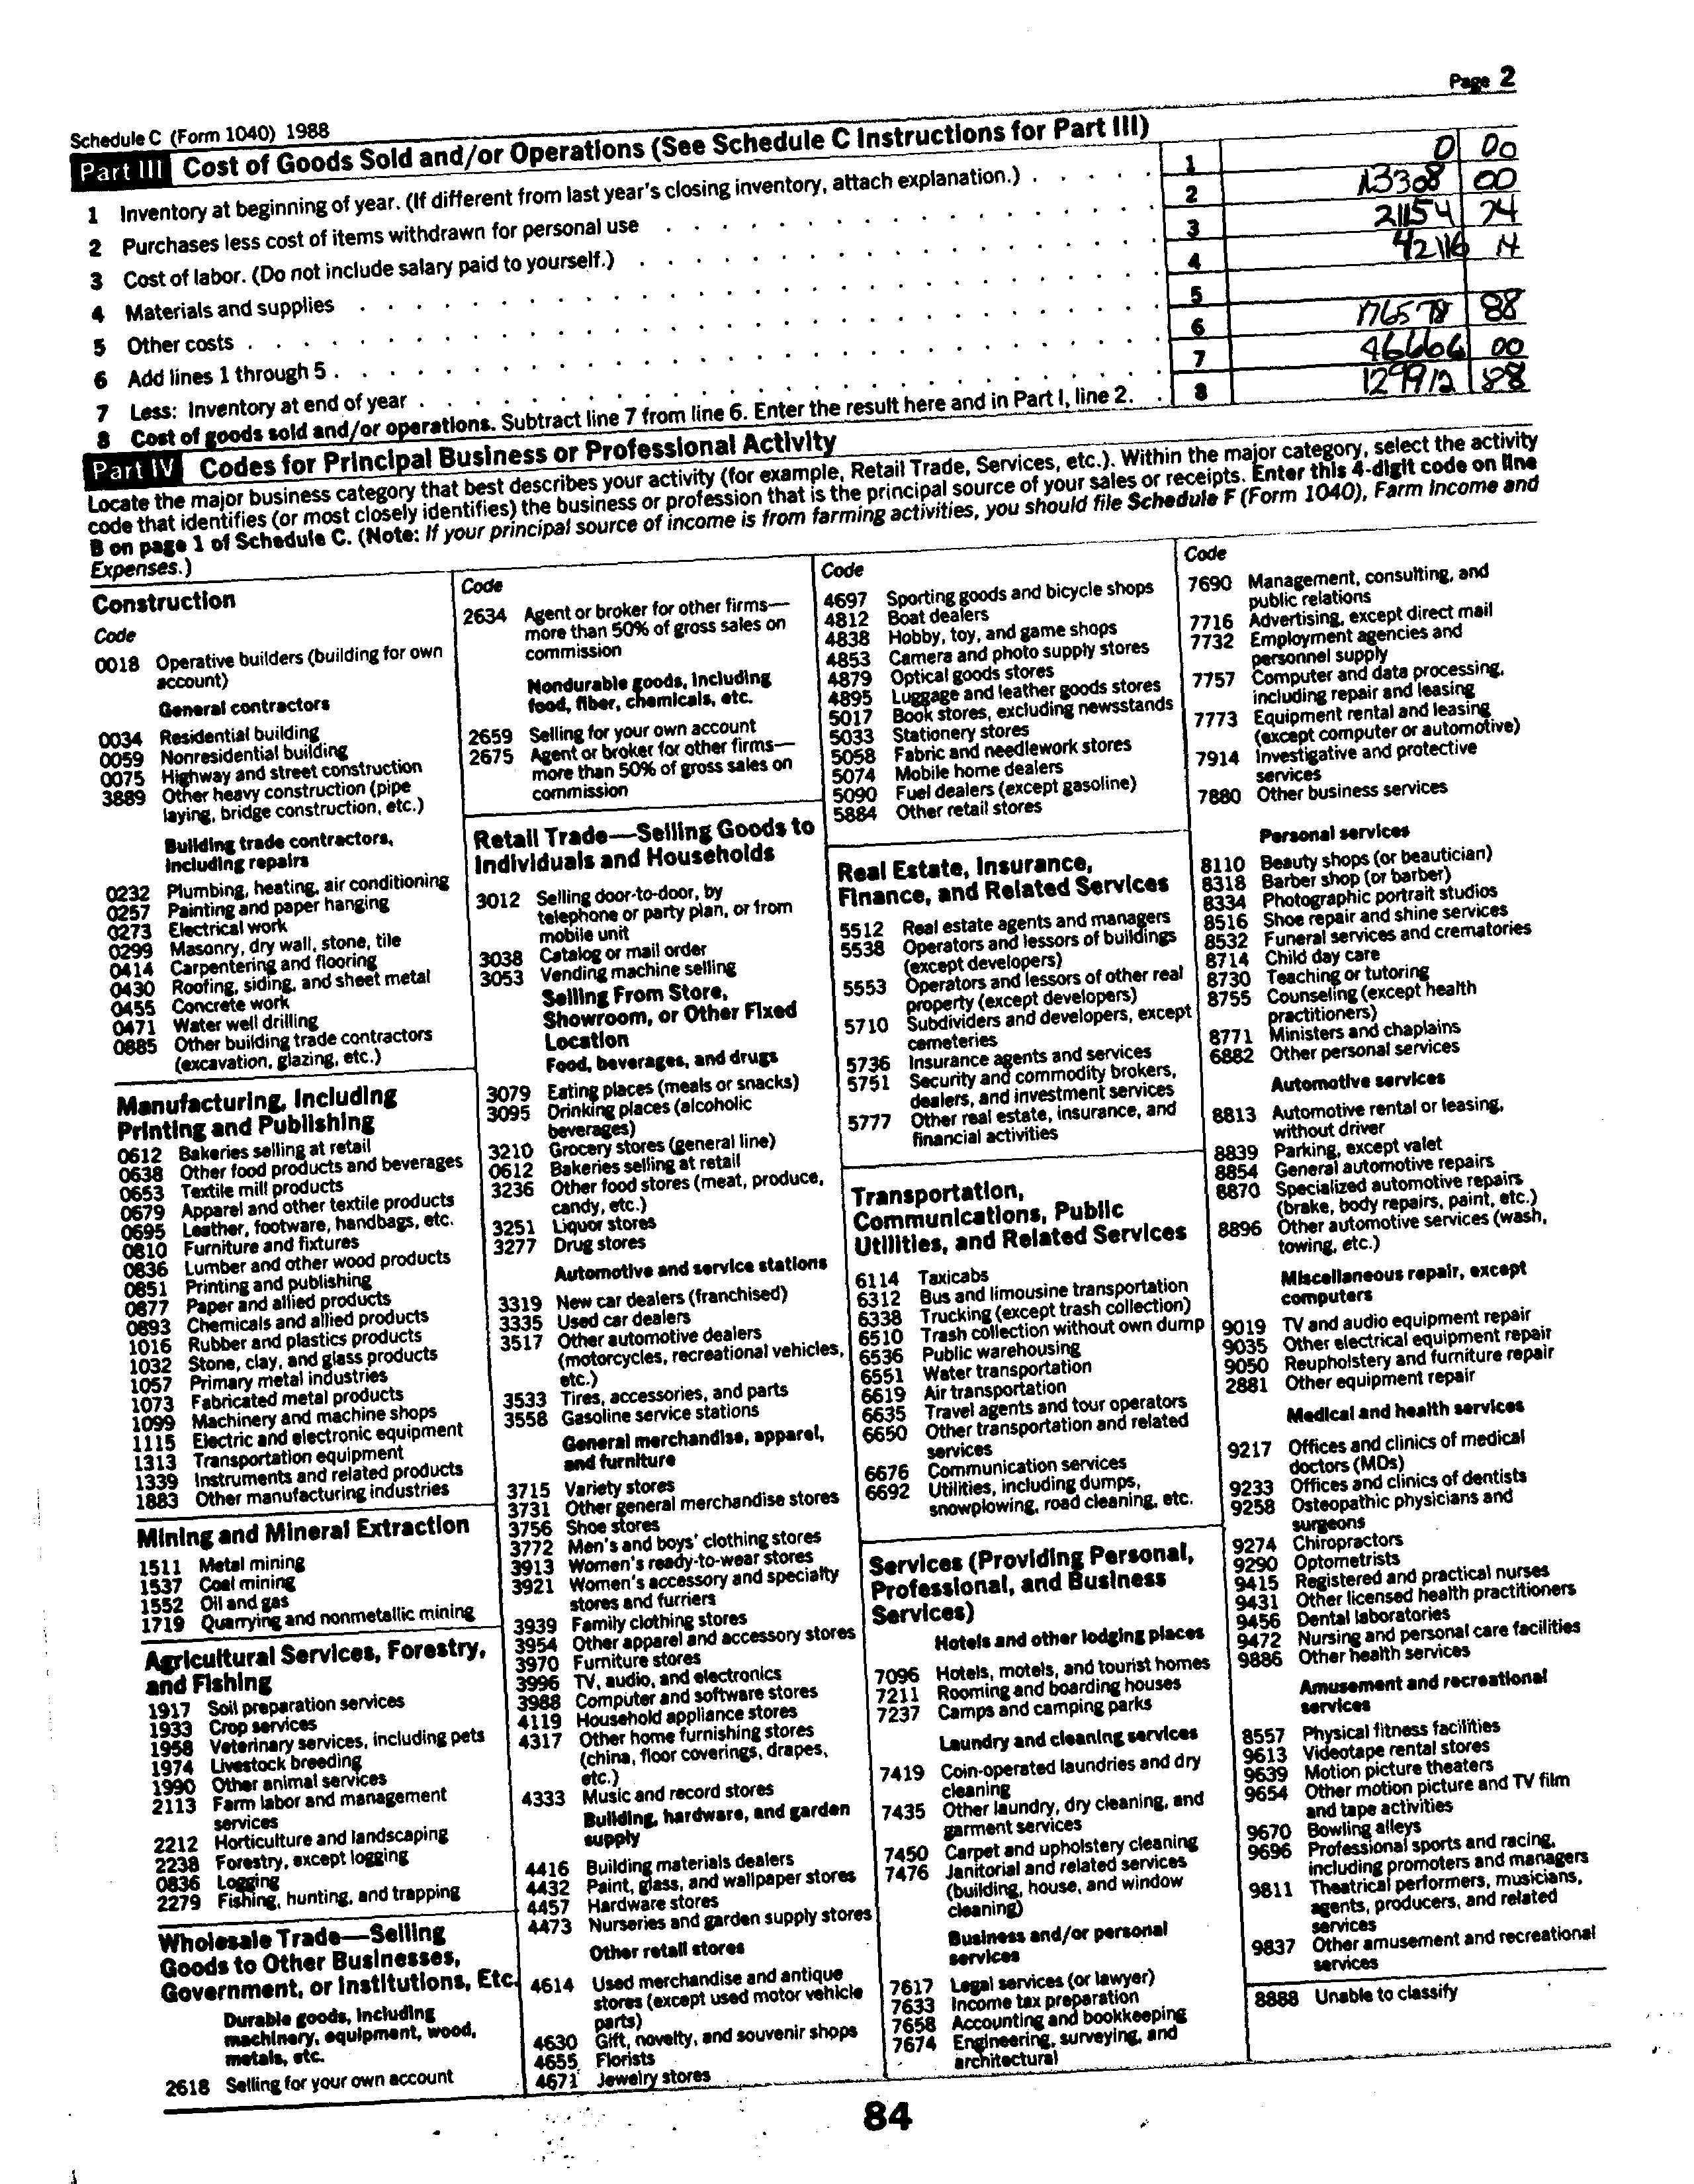 Page 2
Schedule C (Form 1040) 1988
Part III Cost of Goods Sold and/or Operations (See Schedule C Instructions for Part III)
1 Inventory at beginning of year. (If different from last year's closing inventory, attach explanation.) . . . . . 1 0 00
2 Purchases less cost of items withdrawn for personal use 2 113308 00
3 Cost of labor. (Do not include salary paid to yourself.) 3 21154 74
4 Materials and supplies 4 42116 14
5 Other costs 5
6 Add lines 1 through 5 6 176578 88
7 Less: Inventory at end of year 7 46666 00
8 Cost of goods sold and/or operations. Subtract line 7 from line 6. Enter the result here and in Part I, line 2. . 8 129912 88
Part IV Codes for Principal Business or Professional Activity
Locate the major business category that best describes your activity (for example, Retail Trade, Services, etc.). Within the major category, select the activity
code that identifies (or most closely identifies) the business or profession that is the principal source of your sales or receipts. Enter this 4-digit code on line
B on page 1 of Schedule C. (Note: If your principal source of income is from farming activities, you should file Schedule F (Form 1040), Farm Income and
Expenses.)
Construction
Code
0018 Operative builders (building for own
account)
General contractors
0034 Residential building
0059 Nonresidential building
0075 Highway and street construction
3889 Other heavy construction (pipe
laying, bridge construction, etc.)
Building trade contractors,
including repairs
0232 Plumbing, heating, air conditioning
0257 Painting and paper hanging
0273 Electrical work
0299 Masonry, dry wall, stone, tile
0414 Carpentering and flooring
0430 Roofing, siding, and sheet metal
0455 Concrete work
0471 Water well drilling
0885 Other building trade contractors
(excavation, glazing, etc.)
Manufacturing, Including
Printing and Publishing
0612 Bakeries selling at retail
0638 Other food products and beverages
0653 Textile mill products
0679 Apparel and other textile products
0695 Leather, footware, handbags, etc.
0810 Furniture and fixtures
0836 Lumber and other wood products
0851 Printing and publishing
0877 Paper and allied products
0893 Chemicals and allied products
1016 Rubber and plastics products
1032 Stone, clay, and glass products
1057 Primary metal industries
1073 Fabricated metal products
1099 Machinery and machine shops
1115 Electric and electronic equipment
1313 Transportation equipment
1339 Instruments and related products
1883 Other manufacturing industries
Mining and Mineral Extraction
1511 Metal mining
1537 Coal mining
1552 Oil and gas
1719 Quarrying and nonmetallic mining
Agricultural Services, Forestry,
and Fishing
1917 Soil preparation services
1933 Crop services
1958 Veterinary services, including pets
1974 Livestock breeding
1990 Other animal services
2113 Farm labor and management
services
2212 Horticulture and landscaping
2238 Forestry, except logging
0836 Logging
2279 Fishing, hunting, and trapping
Wholesale Trade—Selling
Goods to Other Businesses,
Government, or Institutions, Etc.
Durable goods, including
machinery, equipment, wood,
metals, etc.
2618 Selling for your own account
Code
2634 Agent or broker for other firms—
more than 50% of gross sales on
commission
Nondurable goods, including
food, fiber, chemicals, etc.
2659 Selling for your own account
2675 Agent or broker for other firms—
more than 50% of gross sales on
commission
Retail Trade—Selling Goods to
Individuals and Households
3012 Selling door-to-door, by
telephone or party plan, or from
mobile unit
3038 Catalog or mail order
3053 Vending machine selling
Selling From Store,
Showroom, or Other Fixed
Location
Food, beverages, and drugs
3079 Eating places (meals or snacks)
3095 Drinking places (alcoholic
beverages)
3210 Grocery stores (general line)
0612 Bakeries selling at retail
3236 Other food stores (meat, produce,
candy, etc.)
3251 Liquor stores
3277 Drug stores
Automotive and service stations
3319 New car dealers (franchised)
3335 Used car dealers
3517 Other automotive dealers
(motorcycles, recreational vehicles,
etc.)
3533 Tires, accessories, and parts
3558 Gasoline service stations
General merchandise, apparel,
and furniture
3715 Variety stores
3731 Other general merchandise stores
3756 Shoe stores
3772 Men's and boys' clothing stores
3913 Women's ready-to-wear stores
3921 Women's accessory and specialty
stores and furriers
3939 Family clothing stores
3954 Other apparel and accessory stores
3970 Furniture stores
3996 TV, audio, and electronics
3988 Computer and software stores
4119 Household appliance stores
4317 Other home furnishing stores
(china, floor coverings, drapes,
etc.)
4333 Music and record stores
Building, hardware, and garden
supply
4416 Building materials dealers
4432 Paint, glass, and wallpaper stores
4457 Hardware stores
4473 Nurseries and garden supply stores
Other retail stores
4614 Used merchandise and antique
stores (except used motor vehicle
parts)
4630 Gift, novelty, and souvenir shops
4655 Florists
4671 Jewelry stores
Code
4697 Sporting goods and bicycle shops
4812 Boat dealers
4838 Hobby, toy, and game shops
4853 Camera and photo supply stores
4879 Optical goods stores
4895 Luggage and leather goods stores
5017 Book stores, excluding newsstands
5033 Stationery stores
5058 Fabric and needlework stores
5074 Mobile home dealers
5090 Fuel dealers (except gasoline)
5884 Other retail stores
Real Estate, Insurance,
Finance, and Related Services
5512 Real estate agents and managers
5538 Operators and lessors of buildings
(except developers)
5553 Operators and lessors of other real
property (except developers)
5710 Subdividers and developers, except
cemeteries
5736 Insurance agents and services
5751 Security and commodity brokers,
dealers, and investment services
5777 Other real estate, insurance, and
financial activities
Transportation,
Communications, Public
Utilities, and Related Services
6114 Taxicabs
6312 Bus and limousine transportation
6338 Trucking (except trash collection)
6510 Trash collection without own dump
6536 Public warehousing
6551 Water transportation
6619 Air transportation
6635 Travel agents and tour operators
6650 Other transportation and related
services
6676 Communication services
6692 Utilities, including dumps,
snowplowing, road cleaning, etc.
Services (Providing Personal,
Professional, and Business
Services)
Hotels and other lodging places
7096 Hotels, motels, and tourist homes
7211 Rooming and boarding houses
7237 Camps and camping parks
Laundry and cleaning services
7419 Coin-operated laundries and dry
cleaning
7435 Other laundry, dry cleaning, and
garment services
7450 Carpet and upholstery cleaning
7476 Janitorial and related services
(building, house, and window
cleaning)
Business and/or personal
services
7617 Legal services (or lawyer)
7633 Income tax preparation
7658 Accounting and bookkeeping
7674 Engineering, surveying, and
architectural
Code
7690 Management, consulting, and
public relations
7716 Advertising, except direct mail
7732 Employment agencies and
personnel supply
7757 Computer and data processing,
including repair and leasing
7773 Equipment rental and leasing
(except computer or automotive)
7914 Investigative and protective
services
7880 Other business services
Personal services
8110 Beauty shops (or beautician)
8318 Barber shop (or barber)
8334 Photographic portrait studios
8516 Shoe repair and shine services
8532 Funeral services and crematories
8714 Child day care
8730 Teaching or tutoring
8755 Counseling (except health
practitioners)
8771 Ministers and chaplains
6882 Other personal services
Automotive services
8813 Automotive rental or leasing,
without driver
8839 Parking, except valet
8854 General automotive repairs
8870 Specialized automotive repairs
(brake, body repairs, paint, etc.)
8896 Other automotive services (wash,
towing, etc.)
Miscellaneous repair, except
computers
9019 TV and audio equipment repair
9035 Other electrical equipment repair
9050 Reupholstery and furniture repair
2881 Other equipment repair
Medical and health services
9217 Offices and clinics of medical
doctors (MDs)
9233 Offices and clinics of dentists
9258 Osteopathic physicians and
surgeons
9274 Chiropractors
9290 Optometrists
9415 Registered and practical nurses
9431 Other licensed health practitioners
9456 Dental laboratories
9472 Nursing and personal care facilities
9886 Other health services
Amusement and recreational
services
8557 Physical fitness facilities
9613 Videotape rental stores
9639 Motion picture theaters
9654 Other motion picture and TV film
and tape activities
9670 Bowling alleys
9696 Professional sports and racing,
including promoters and managers
9811 Theatrical performers, musicians,
agents, producers, and related
services
9837 Other amusement and recreational
services
8888 Unable to classify
84